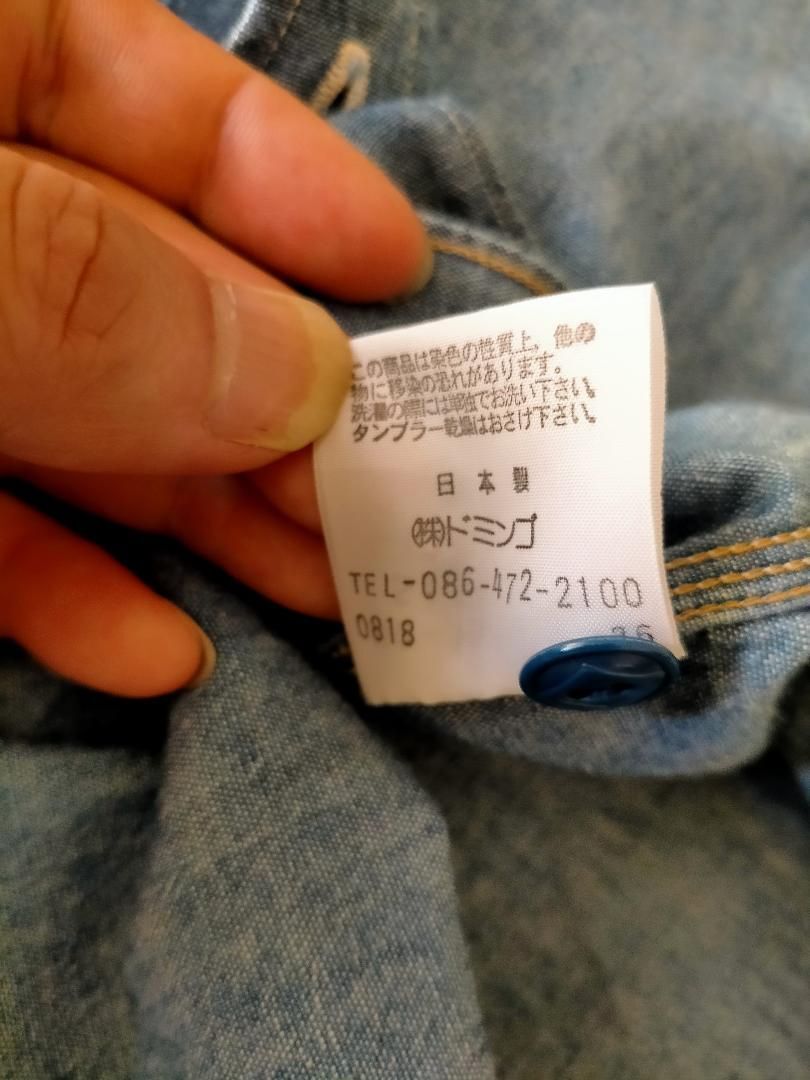 この商品は染色の性質上、他の
物に移染の恐れがあります。
洗濯の際には単独でお洗い下さい。
タンブラー乾燥はおさけ下さい。
日本製
㈱ドミンゴ
TEL-086-472-2100
0818